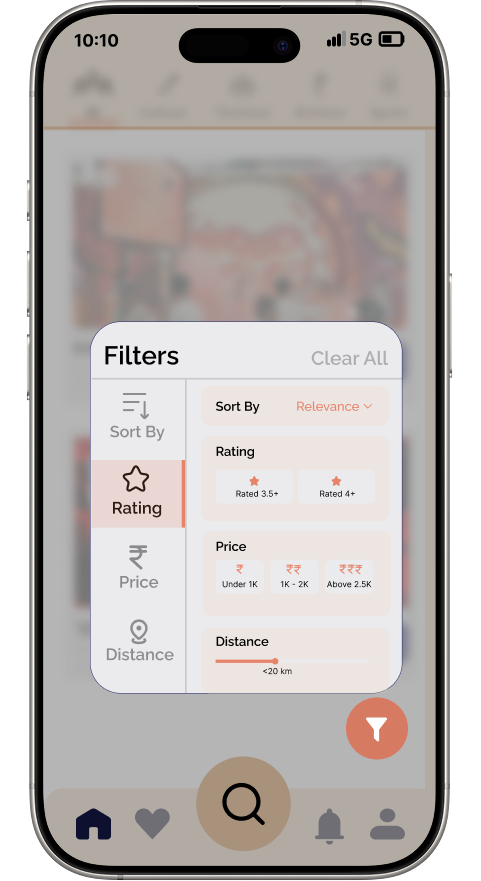 10:10
5G
Filters
Clear All
Sort By
Rating
Price
Distance
Sort By
Relevance
Rating
Rated 3.5+
Rated 4+
Price
₹
₹₹
₹₹₹
Under 1K
1K - 2K
Above 2.5K
Distance
<20 km